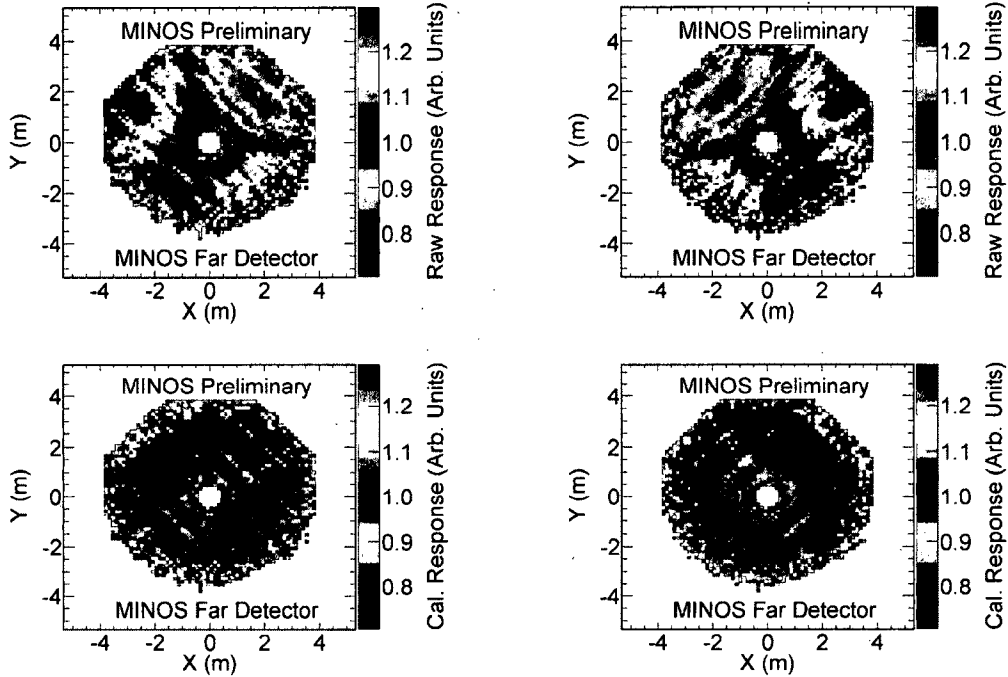 MINOS Preliminary
MINOS Far Detector
4
2
0
-2
-4
Y (m)
-4 -2 0 2 4
X (m)
1.2
1.1
1.0
0.9
0.8
Raw Response (Arb. Units)
MINOS Preliminary
MINOS Far Detector
4
2
0
-2
-4
Y (m)
-4 -2 0 2 4
X (m)
1.2
1.1
1.0
0.9
0.8
Raw Response (Arb. Units)
MINOS Preliminary
MINOS Far Detector
4
2
0
-2
-4
Y (m)
-4 -2 0 2 4
X (m)
1.2
1.1
1.0
0.9
0.8
Cal. Response (Arb. Units)
MINOS Preliminary
MINOS Far Detector
4
2
0
-2
-4
Y (m)
-4 -2 0 2 4
X (m)
1.2
1.1
1.0
0.9
0.8
Cal. Response (Arb. Units)